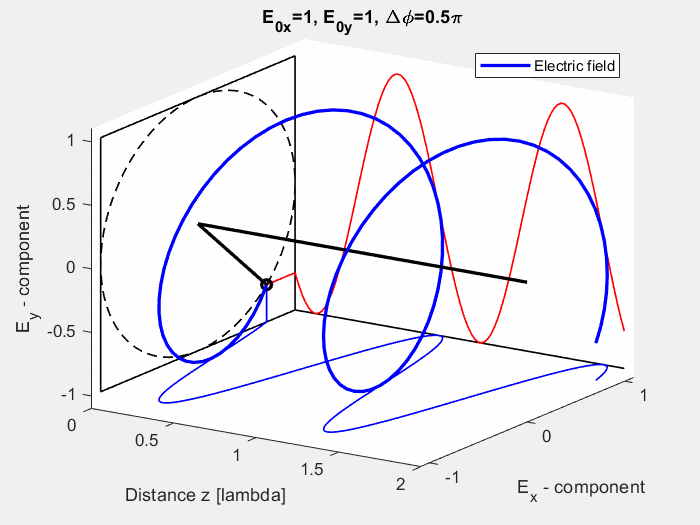 E0x=1, E0y=1, Δϕ=0.5π
Electric field
1
0.5
0
-0.5
-1
Ey - component
0
0.5
1
1.5
2
Distance z [lambda]
-1
0
1
Ex - component